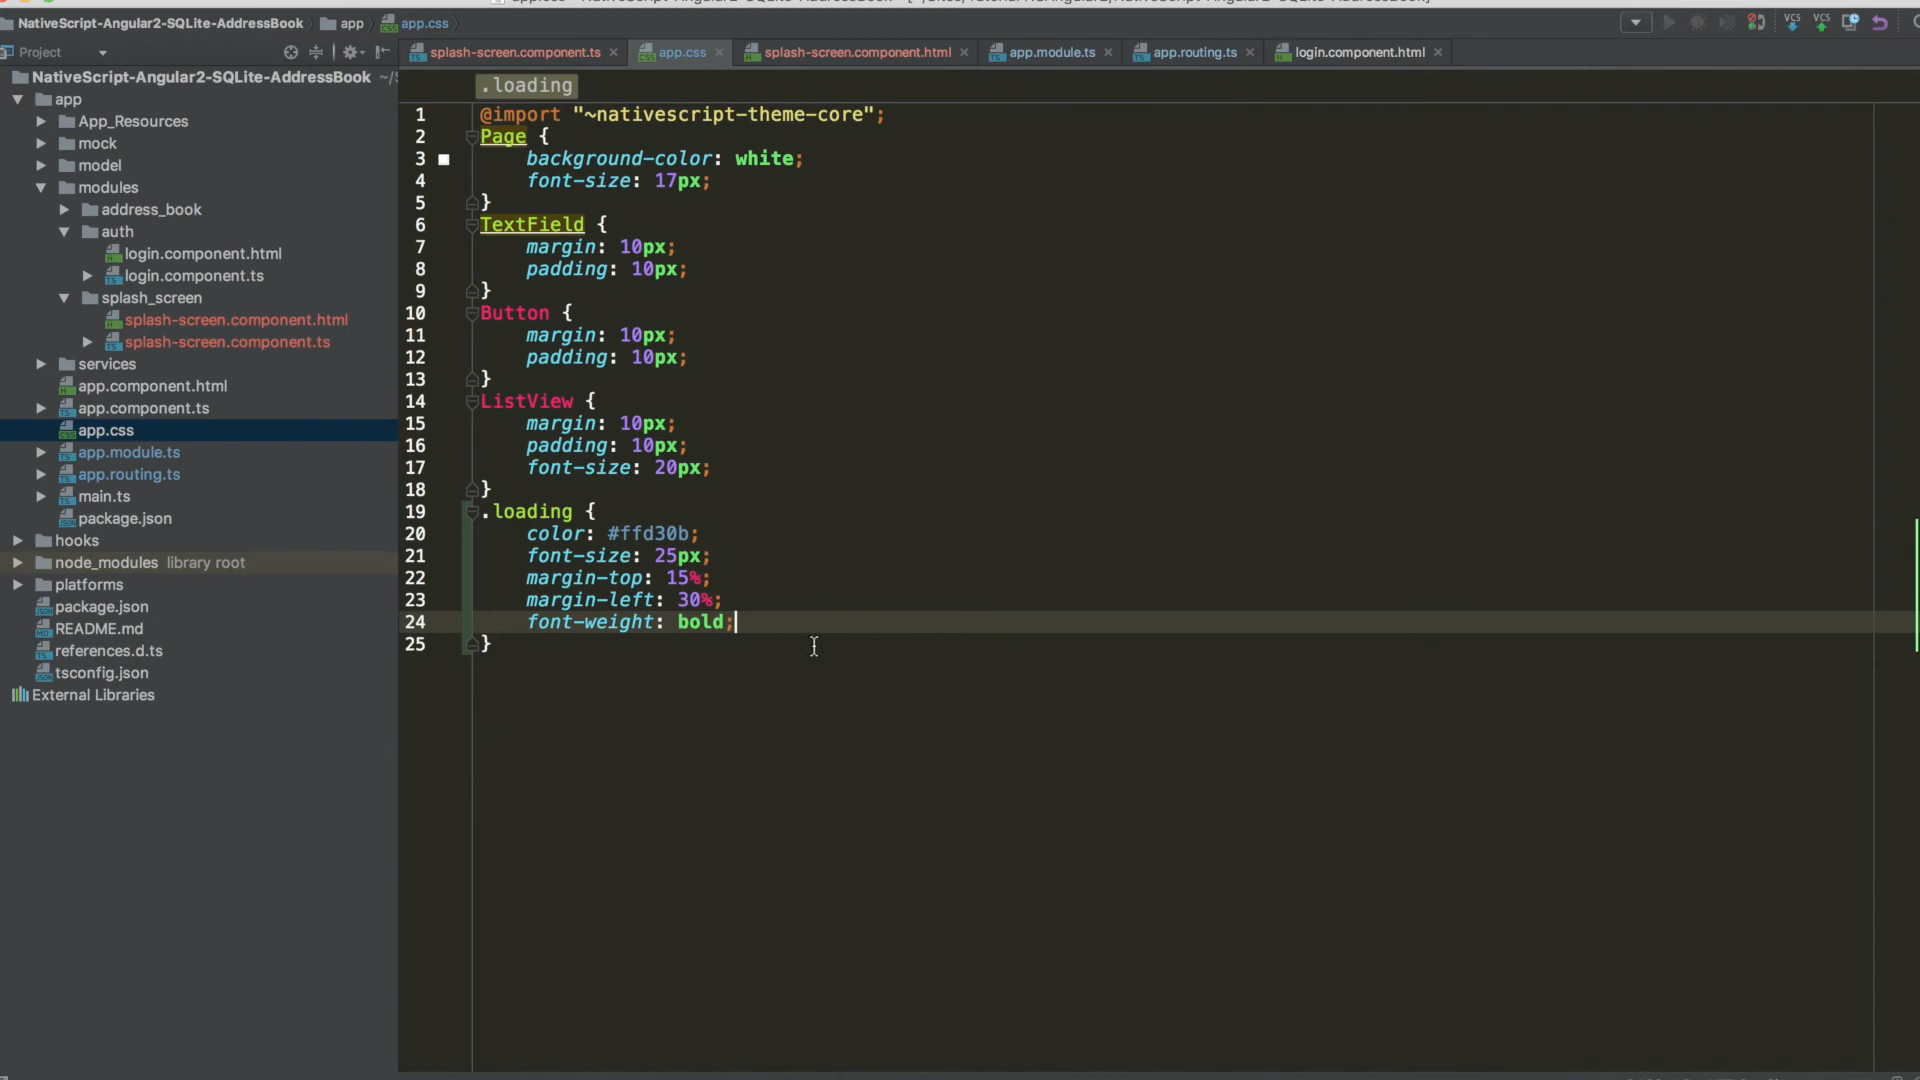 NativeScript-Angular2-SQLite-AddressBook app app.css
VCS VCS
Project
splash-screen.component.ts app.css splash-screen.component.html app.module.ts app.routing.ts login.component.html
NativeScript-Angular2-SQLite-AddressBook
app
App_Resources
mock
model
modules
address_book
auth
login.component.html
login.component.ts
splash_screen
splash-screen.component.html
splash-screen.component.ts
services
app.component.html
app.component.ts
app.css
app.module.ts
app.routing.ts
main.ts
package.json
hooks
node_modules library root
platforms
package.json
README.md
references.d.ts
tsconfig.json
External Libraries
.loading
1 @import "~nativescript-theme-core";
2 Page {
3 background-color: white;
4 font-size: 17px;
5 }
6 TextField {
7 margin: 10px;
8 padding: 10px;
9 }
10 Button {
11 margin: 10px;
12 padding: 10px;
13 }
14 ListView {
15 margin: 10px;
16 padding: 10px;
17 font-size: 20px;
18 }
19 .loading {
20 color: #ffd30b;
21 font-size: 25px;
22 margin-top: 15%;
23 margin-left: 30%;
24 font-weight: bold;
25 }